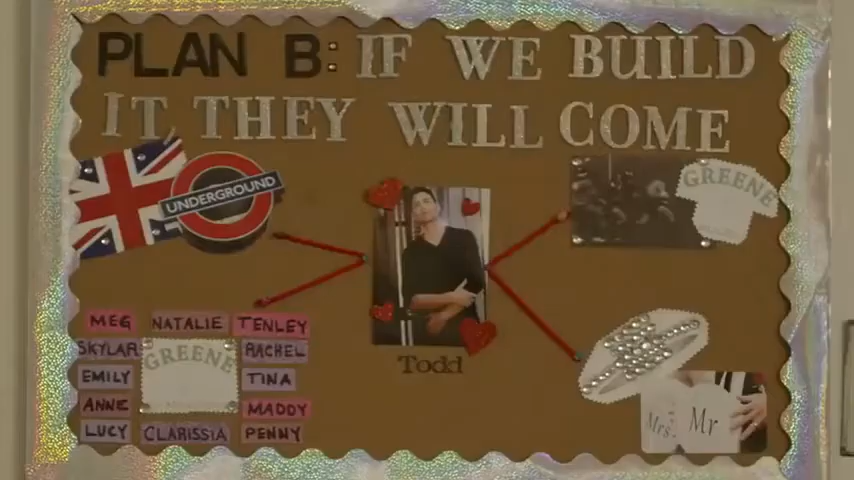 PLAN B: IF WE BUILD
IT THEY WILL COME
UNDERGROUND
GREENE
MEG NATALIE TENLEY
SKYLAR GREENE RACHEL
EMILY TINA
ANNE MADDY
LUCY CLARISSIA PENNY
Todd
Mrs. Mr